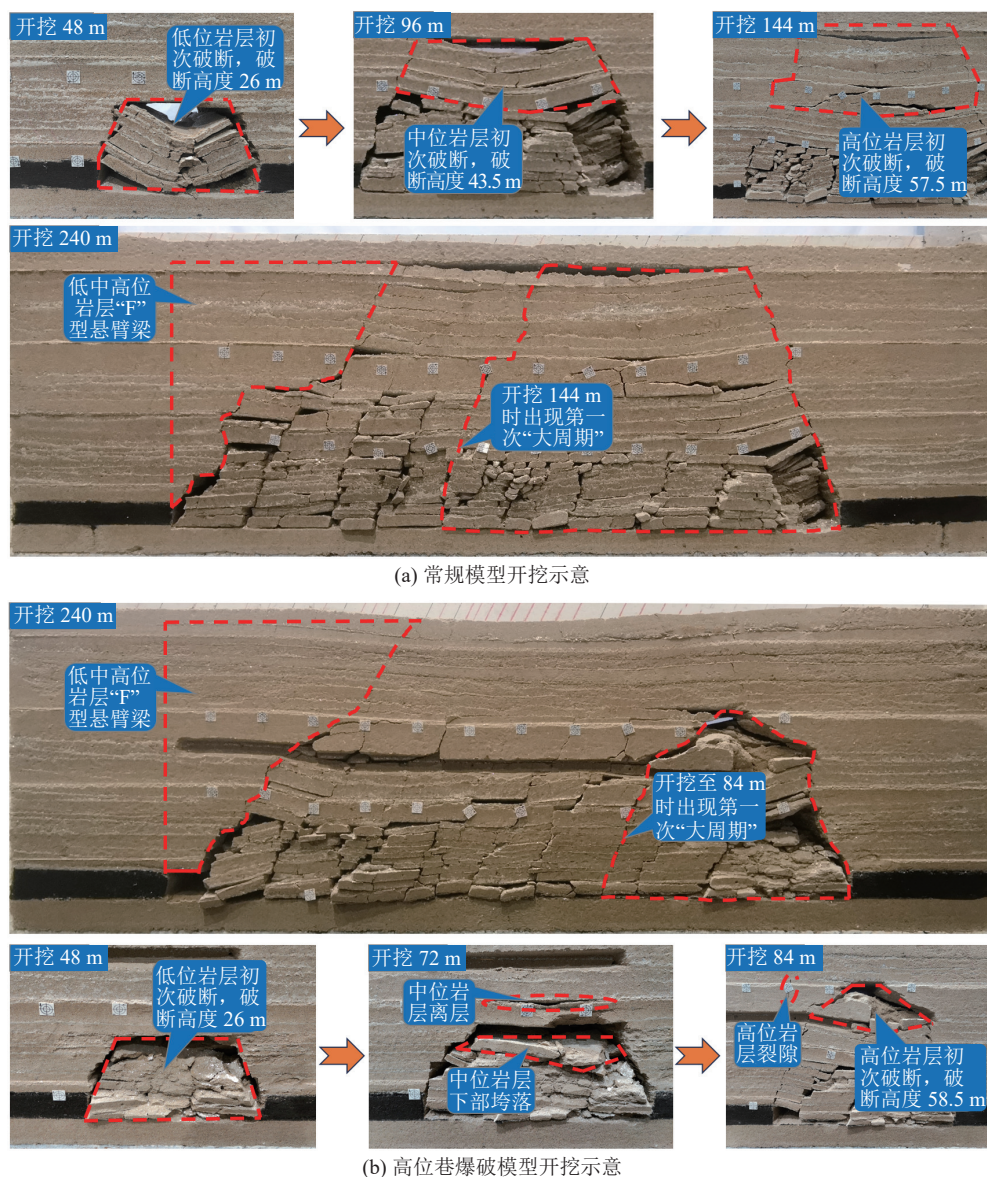 开挖 48 m
低位岩层初
次破断，破
断高度 26 m
开挖 96 m
中位岩层初
次破断，破
断高度 43.5 m
开挖 144 m
高位岩层初
次破断，破
断高度 57.5 m
开挖 240 m
低中高位
岩层“F”
型悬臂梁
开挖 144 m
时出现第一
次“大周期”
(a) 常规模型开挖示意
开挖 240 m
低中高位
岩层“F”
型悬臂梁
开挖至 84 m
时出现第一
次“大周期”
开挖 48 m
低位岩层初
次破断，破
断高度 26 m
开挖 72 m
中位岩
层离层
中位岩层
下部垮落
开挖 84 m
高位岩
层裂隙
高位岩层初
次破断，破
断高度 58.5 m
(b) 高位巷爆破模型开挖示意